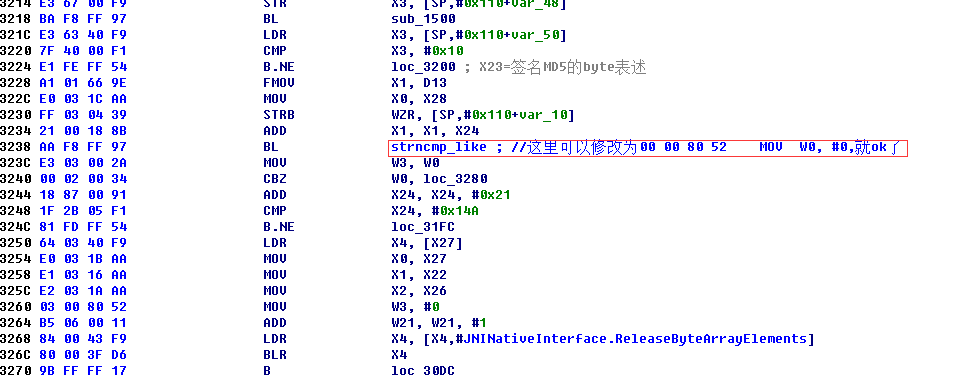 3214 E3 67 00 F9 STR X3, [SP,#0x110+var_48]
3218 BA F8 FF 97 BL sub_1500
321C E3 63 40 F9 LDR X3, [SP,#0x110+var_50]
3220 7F 40 00 F1 CMP X3, #0x10
3224 E1 FE FF 54 B.NE loc_3200 ; X23=签名MD5的byte表述
3228 A1 01 66 9E FMOV X1, D13
322C E0 03 1C AA MOV X0, X28
3230 FF 03 04 39 STRB WZR, [SP,#0x110+var_10]
3234 21 00 18 8B ADD X1, X1, X24
3238 AA F8 FF 97 BL strncmp_like ; //这里可以修改为00 00 80 52 MOV W0, #0,就ok了
323C E3 03 00 2A MOV W3, W0
3240 00 02 00 34 CBZ W0, loc_3280
3244 18 87 00 91 ADD X24, X24, #0x21
3248 1F 2B 05 F1 CMP X24, #0x14A
324C 81 FD FF 54 B.NE loc_31FC
3250 64 03 40 F9 LDR X4, [X27]
3254 E0 03 1B AA MOV X0, X27
3258 E1 03 16 AA MOV X1, X22
325C E2 03 1A AA MOV X2, X26
3260 03 00 80 52 MOV W3, #0
3264 B5 06 00 11 ADD W21, W21, #1
3268 84 00 43 F9 LDR X4, [X4,#JNINativeInterface.ReleaseByteArrayElements]
326C 80 00 3F D6 BLR X4
3270 9B FF FF 17 B loc_30DC